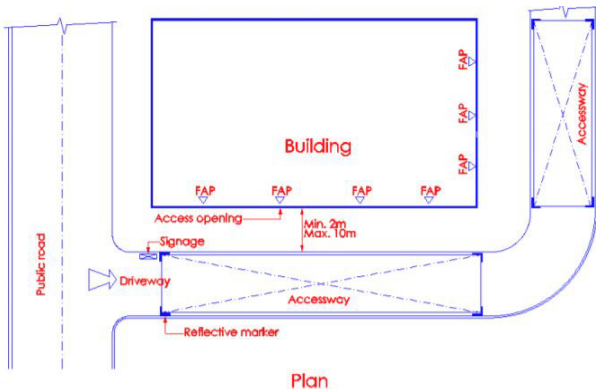 FAP
FAP
FAP
Accessway
Building
FAP
FAP
FAP
FAP
Access opening
Min. 2m
Max. 10m
Signage
Public road
Driveway
Accessway
Reflective marker
Plan